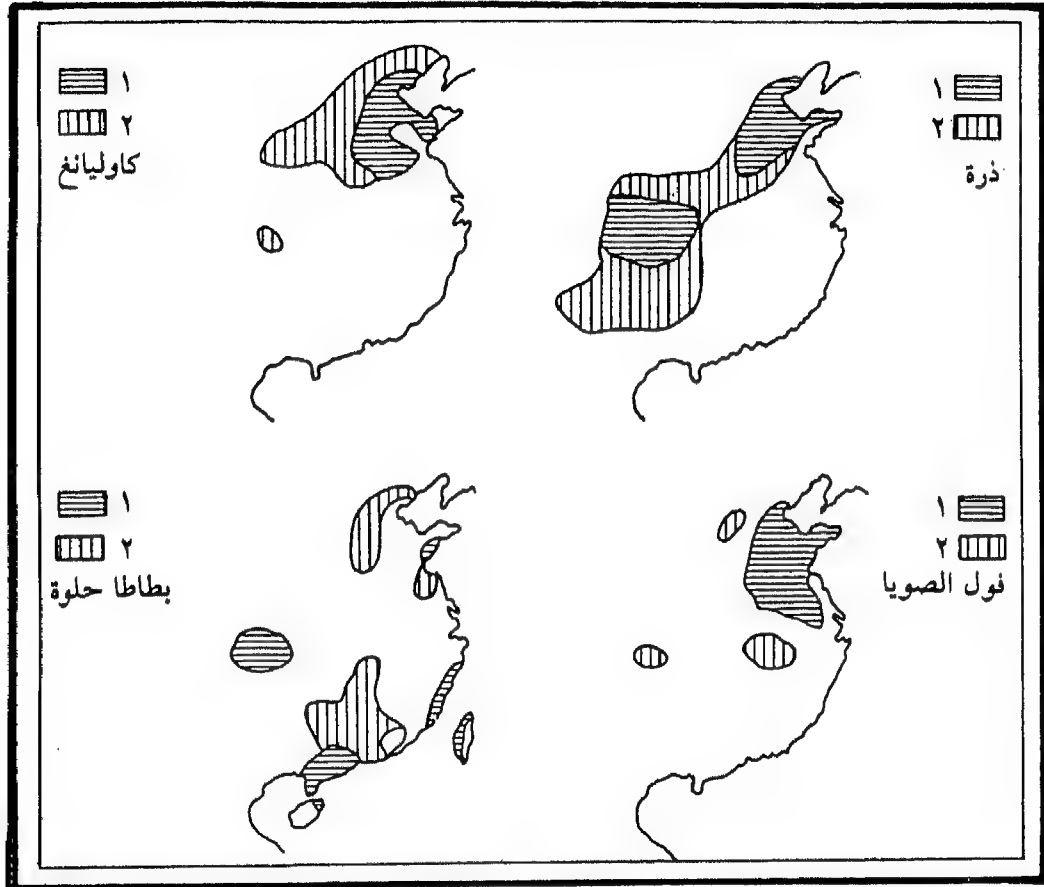 ١
٢
ذرة
١
٢
كاوليانغ
١
٢
فول الصويا
١
٢
بطاطا حلوة